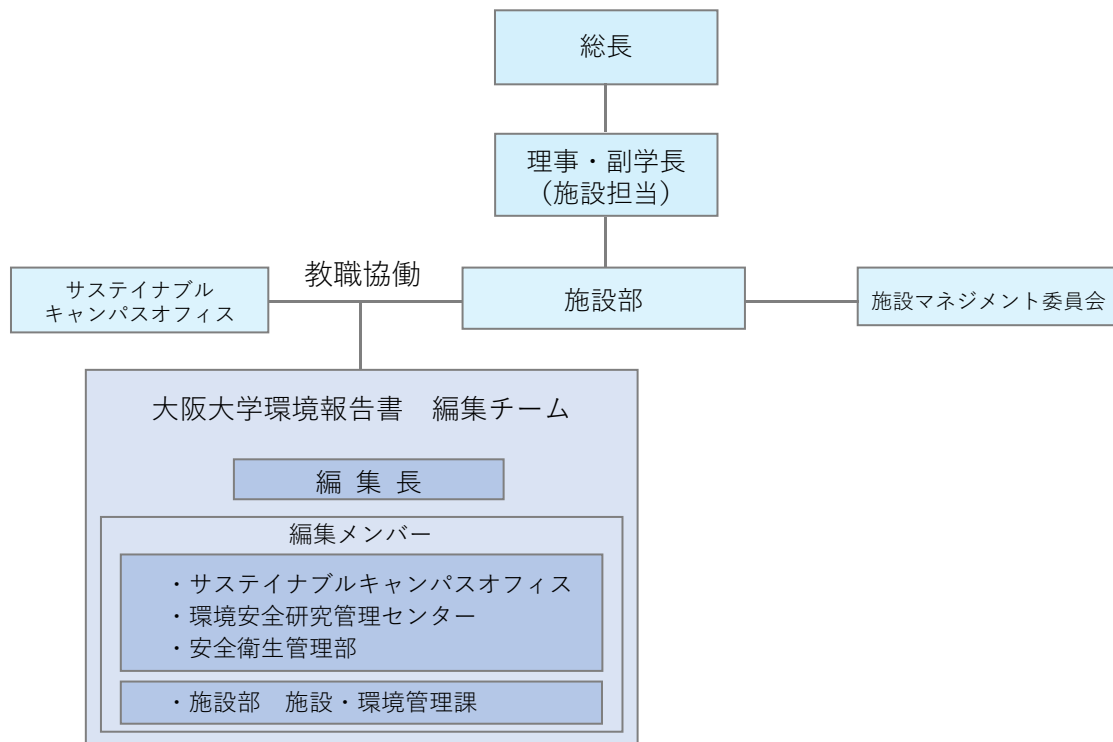 総長
理事・副学長
（施設担当）
教職協働
サステイナブル
キャンパスオフィス
施設部
施設マネジメント委員会
大阪大学環境報告書　編集チーム
編 集 長
編集メンバー
・サステイナブルキャンパスオフィス
・環境安全研究管理センター
・安全衛生管理部
・施設部　施設・環境管理課